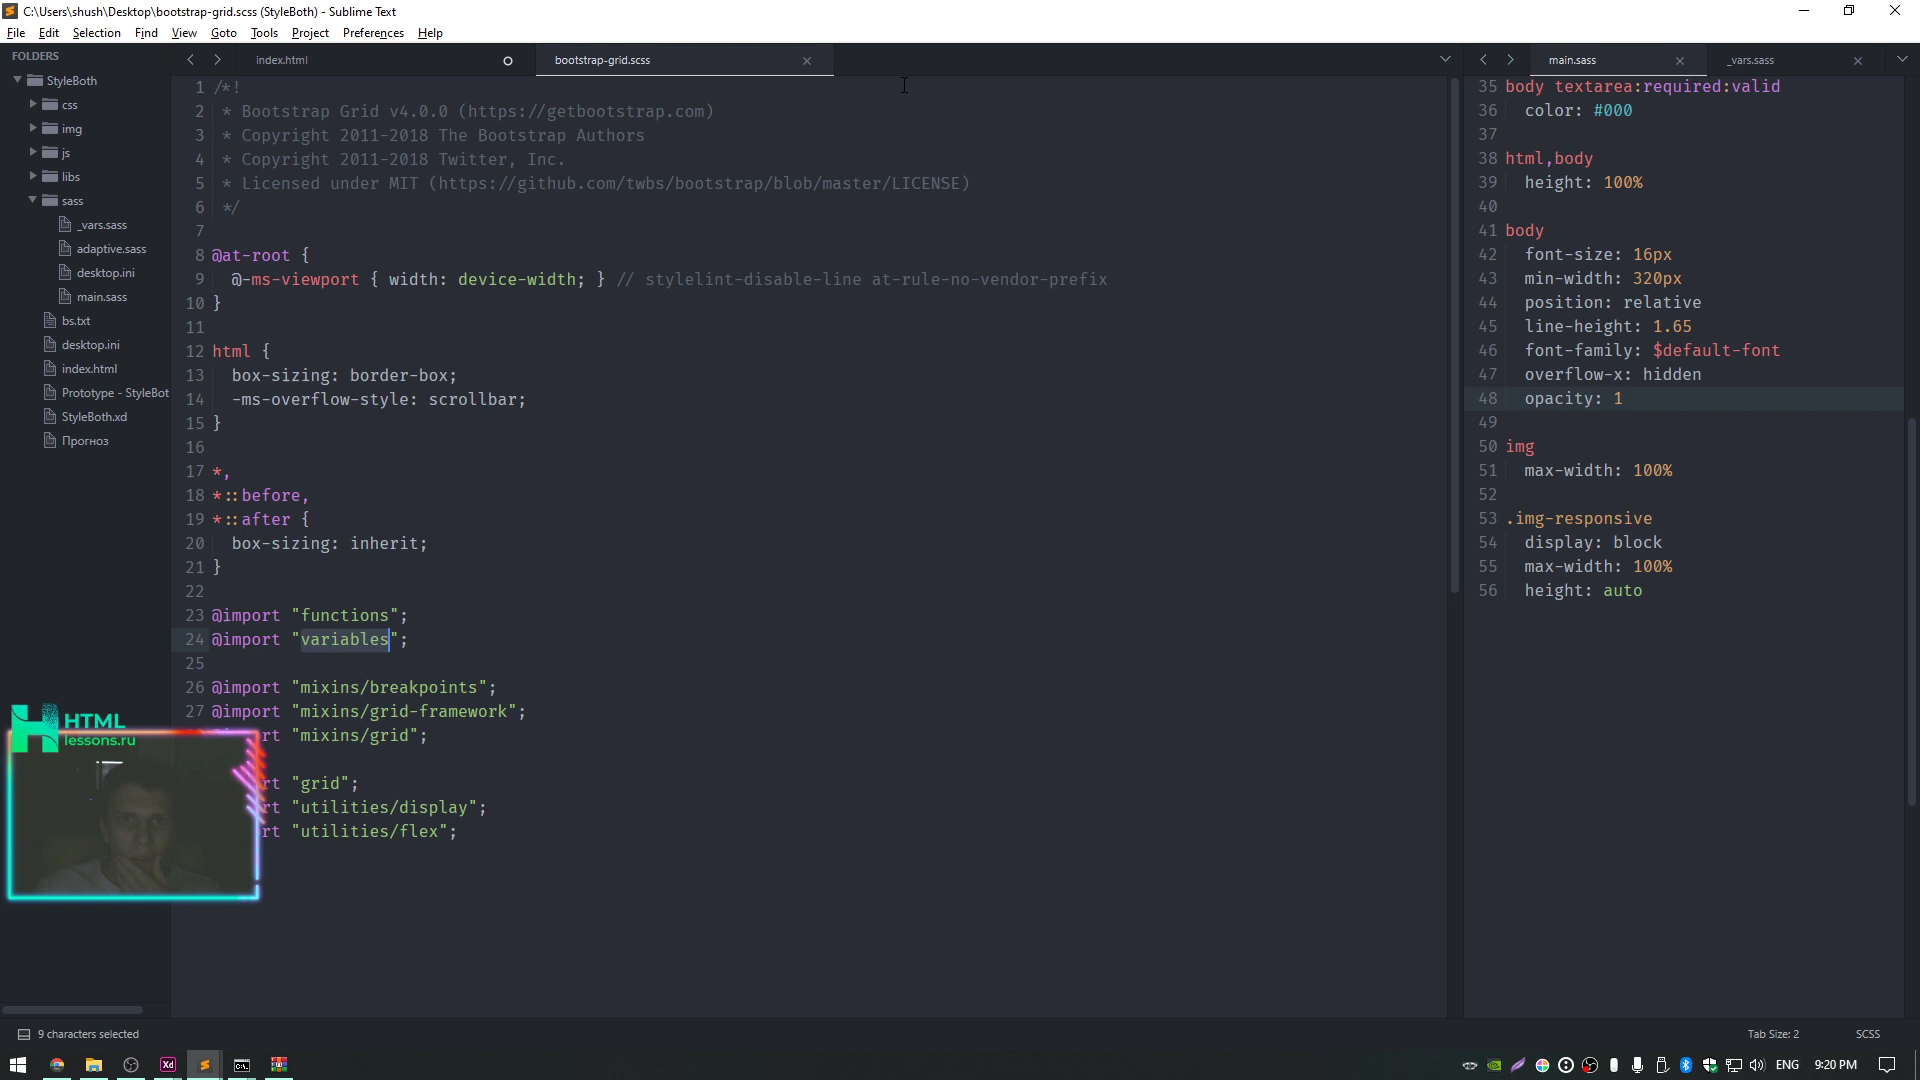 C:\Users\shush\Desktop\bootstrap-grid.scss (StyleBoth) - Sublime Text
File Edit Selection Find View Goto Tools Project Preferences Help
FOLDERS
StyleBoth
css
img
js
libs
sass
_vars.sass
adaptive.sass
desktop.ini
main.sass
bs.txt
desktop.ini
index.html
Prototype - StyleBot
StyleBoth.xd
Прогноз
index.html
bootstrap-grid.scss
1 /*!
2 * Bootstrap Grid v4.0.0 (https://getbootstrap.com)
3 * Copyright 2011-2018 The Bootstrap Authors
4 * Copyright 2011-2018 Twitter, Inc.
5 * Licensed under MIT (https://github.com/twbs/bootstrap/blob/master/LICENSE)
6 */
7
8 @at-root {
9 @-ms-viewport { width: device-width; } // stylelint-disable-line at-rule-no-vendor-prefix
10 }
11
12 html {
13 box-sizing: border-box;
14 -ms-overflow-style: scrollbar;
15 }
16
17 *,
18 *::before,
19 *::after {
20 box-sizing: inherit;
21 }
22
23 @import "functions";
24 @import "variables";
25
26 @import "mixins/breakpoints";
27 @import "mixins/grid-framework";
rt "mixins/grid";
rt "grid";
rt "utilities/display";
rt "utilities/flex";
HTML
lessons.ru
main.sass
_vars.sass
35 body textarea:required:valid
36 color: #000
37
38 html,body
39 height: 100%
40
41 body
42 font-size: 16px
43 min-width: 320px
44 position: relative
45 line-height: 1.65
46 font-family: $default-font
47 overflow-x: hidden
48 opacity: 1
49
50 img
51 max-width: 100%
52
53 .img-responsive
54 display: block
55 max-width: 100%
56 height: auto
9 characters selected
Tab Size: 2
SCSS
Xd
ENG
9:20 PM